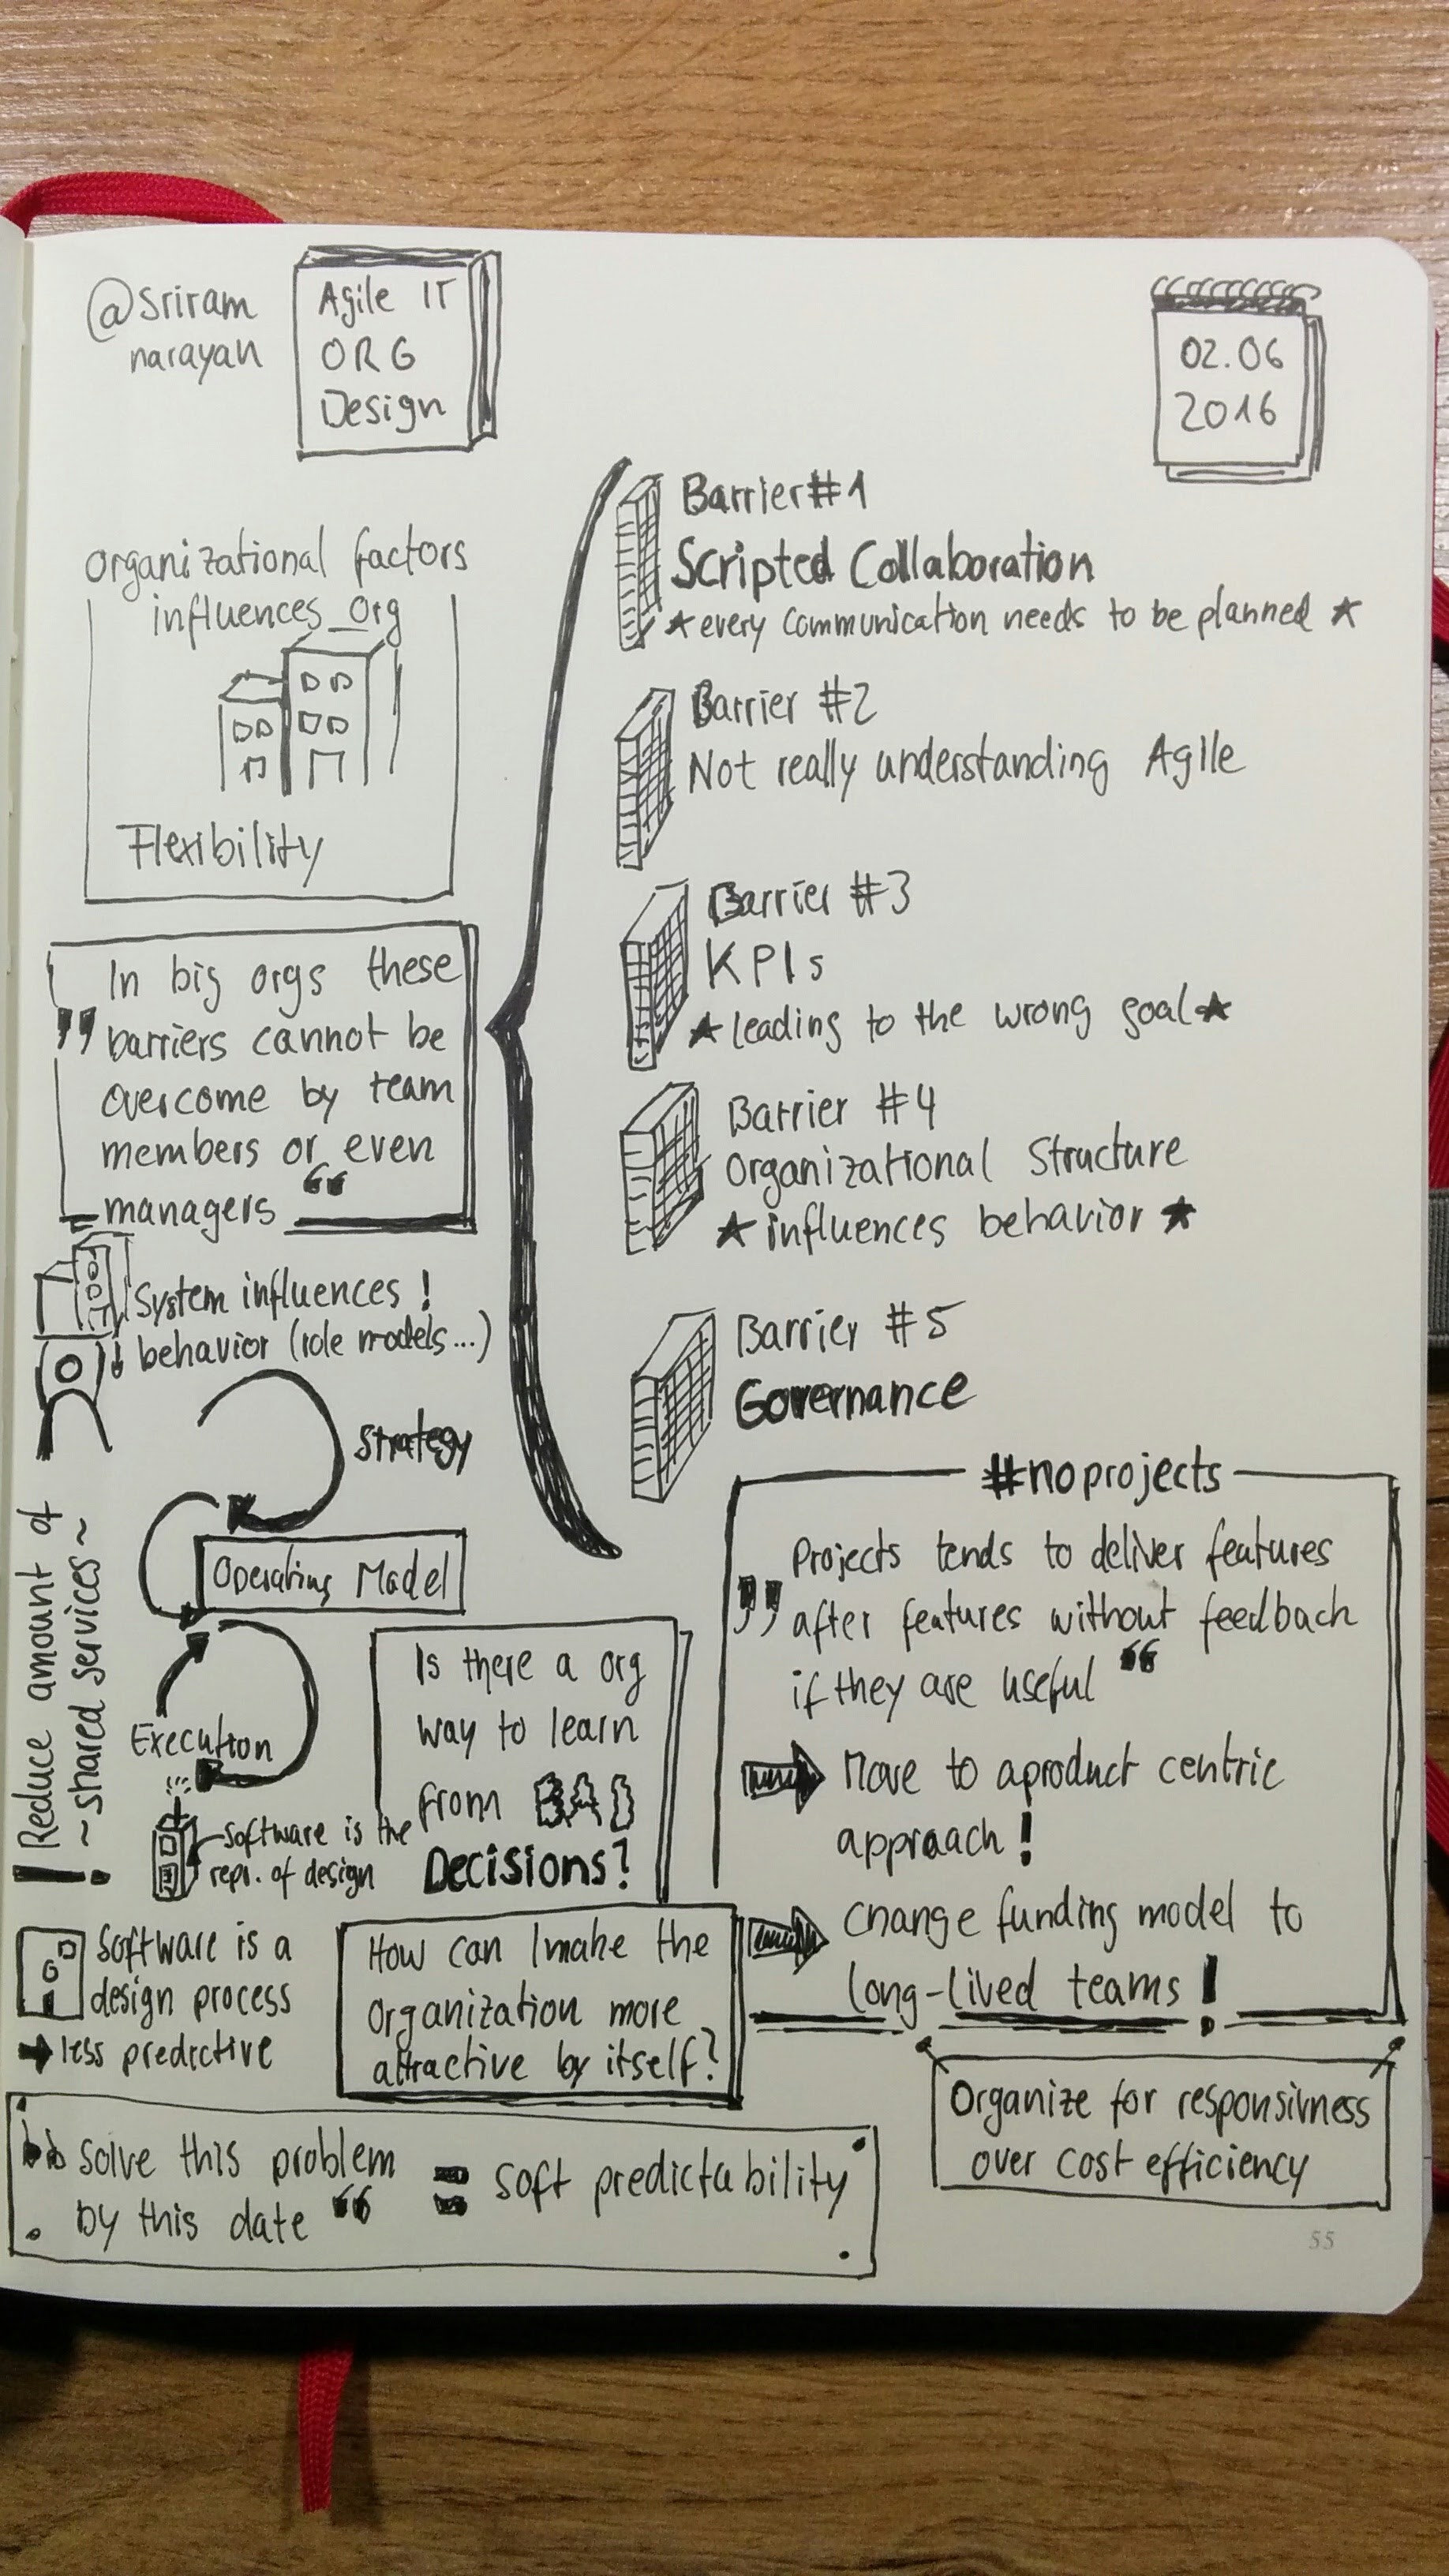 @sriram
narayan
Agile IT
ORG
Design
02.06
2016
Organizational factors
influences Org
Flexibility
"In big orgs these
barriers cannot be
overcome by team
members or even
managers"
System influences !
behavior (role models...)
Strategy
Operating Model
Execution
Software is the
repr. of design
! Reduce amount of
~ shared services ~
Software is a
design process
→ less predictive
Barrier #1
Scripted Collaboration
★ every communication needs to be planned ★
Barrier #2
Not really understanding Agile
Barrier #3
KPIs
★ leading to the wrong goal ★
Barrier #4
Organizational Structure
★ influences behavior ★
Barrier #5
Governance
Is there a org
way to learn
from BAD
Decisions?
How can I make the
organization more
attractive by itself?
#noprojects
"Projects tends to deliver features
after features without feedback
if they are useful"
→ Move to a product centric
approach!
→ Change funding model to
long-lived teams!
Organize for responsivness
over cost efficiency
"Solve this problem
by this date" = soft predictability
55